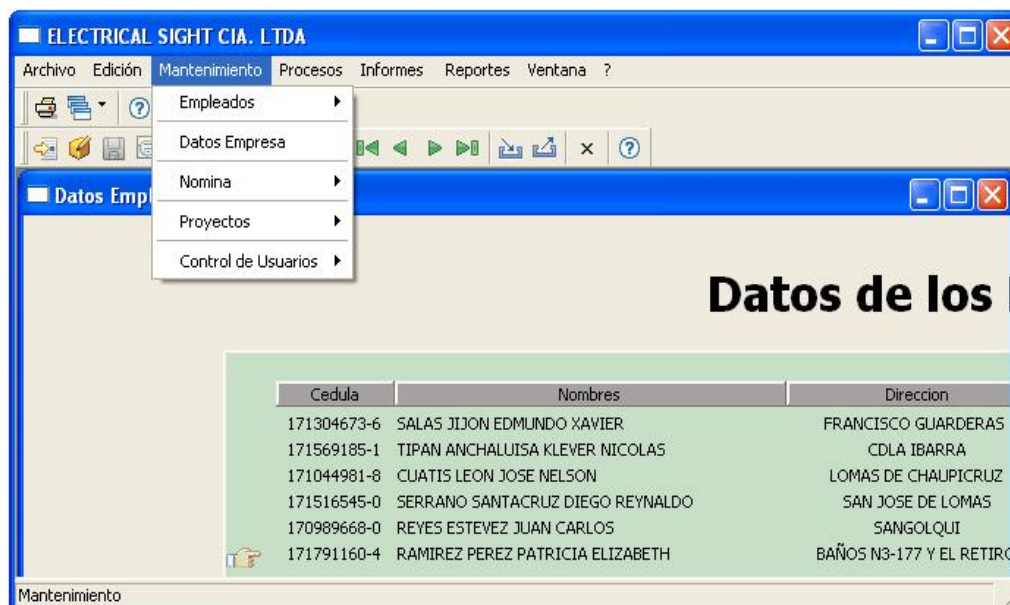 ELECTRICAL SIGHT CIA. LTDA
Archivo Edición Mantenimiento Procesos Informes Reportes Ventana ?
Empleados
Datos Empresa
Nomina
Proyectos
Control de Usuarios
Datos Empl
Datos de los
Cedula Nombres Direccion
171304673-6 SALAS JIJON EDMUNDO XAVIER FRANCISCO GUARDERAS
171569185-1 TIPAN ANCHALUISA KLEVER NICOLAS CDLA IBARRA
171044981-8 CUATIS LEON JOSE NELSON LOMAS DE CHAUPICRUZ
171516545-0 SERRANO SANTACRUZ DIEGO REYNALDO SAN JOSE DE LOMAS
170989668-0 REYES ESTEVEZ JUAN CARLOS SANGOLQUI
171791160-4 RAMIREZ PEREZ PATRICIA ELIZABETH BAÑOS N3-177 Y EL RETIRO
Mantenimiento